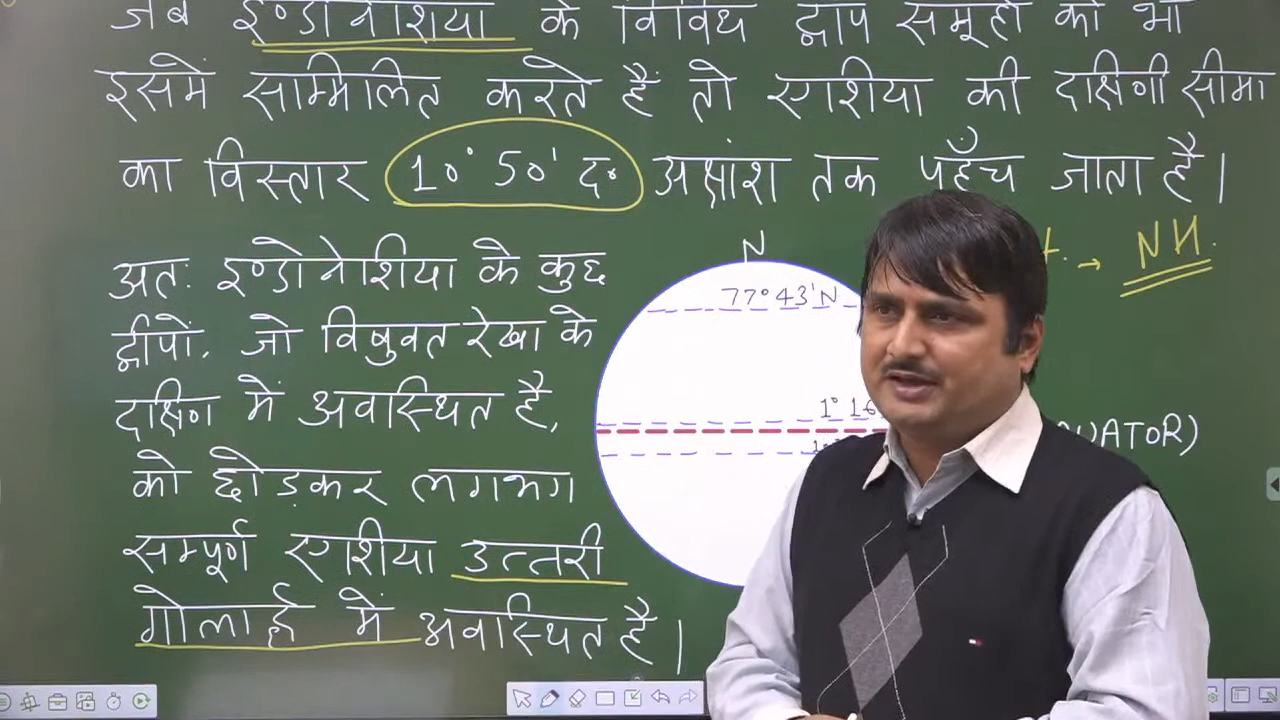 जब इण्डोनेशिया के विविध द्वीप समूहों को भी
इसमें सम्मिलित करते हैं तो एशिया की दक्षिणी सीमा
का विस्तार 10° 50' द० अक्षांश तक पहुँच जाता है।
अतः इण्डोनेशिया के कुछ
द्वीपों, जो विषुवत रेखा के
दक्षिण में अवस्थित है,
को छोड़कर लगभग
सम्पूर्ण एशिया उत्तरी
गोलार्द्ध में अवस्थित है।
N
t. → NH.
77°43'N
1° 16
UATOR)